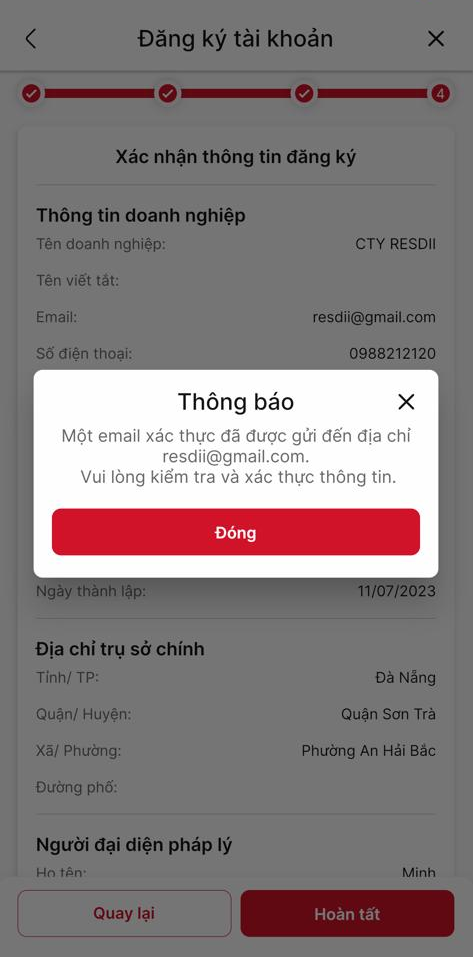 Đăng ký tài khoản
4
Xác nhận thông tin đăng ký
Thông tin doanh nghiệp
Tên doanh nghiệp: CTY RESDII
Tên viết tắt:
Email: resdii@gmail.com
Số điện thoại: 0988212120
Thông báo
Một email xác thực đã được gửi đến địa chỉ
resdii@gmail.com.
Vui lòng kiểm tra và xác thực thông tin.
Đóng
Ngày thành lập: 11/07/2023
Địa chỉ trụ sở chính
Tỉnh/ TP: Đà Nẵng
Quận/ Huyện: Quận Sơn Trà
Xã/ Phường: Phường An Hải Bắc
Đường phố:
Người đại diện pháp lý
Họ tên: Minh
Quay lại
Hoàn tất